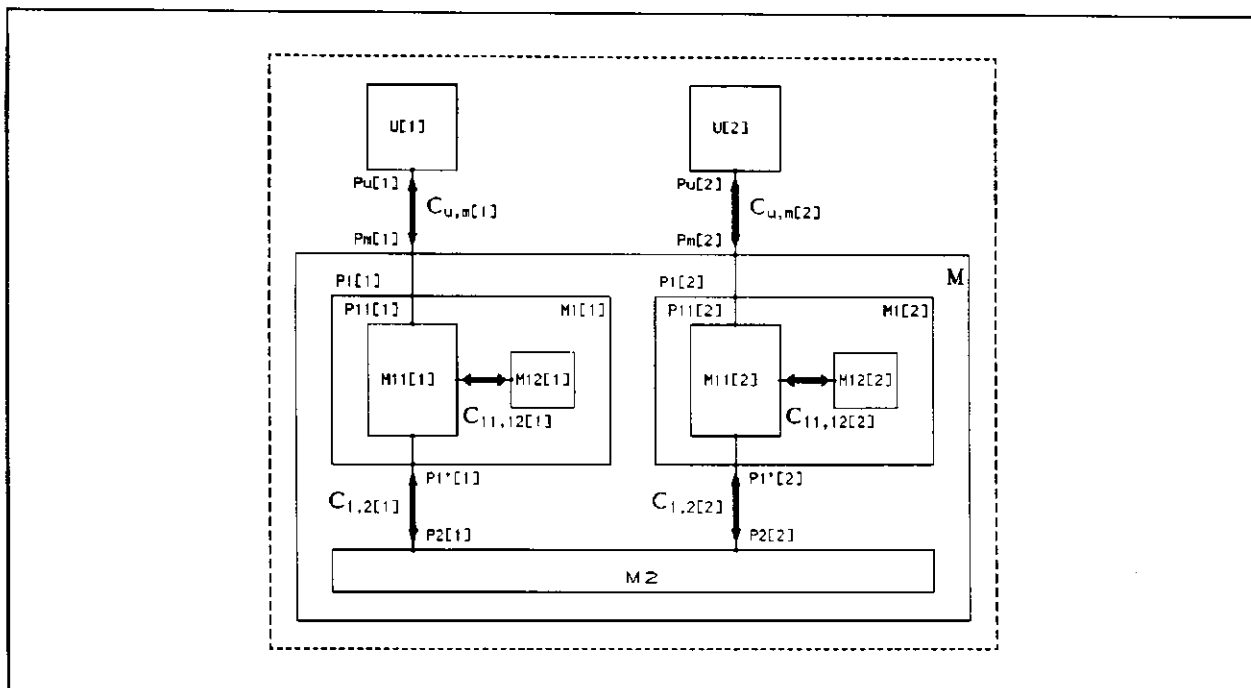 U[1] U[2]
Pu[1] Pu[2]
Cu,m[1] Cu,m[2]
Pm[1] Pm[2]
M
P1[1] P1[2]
P11[1] M1[1] P11[2] M1[2]
M11[1] M12[1] M11[2] M12[2]
C11,12[1] C11,12[2]
P1'[1] P1'[2]
C1,2[1] C1,2[2]
P2[1] P2[2]
M2